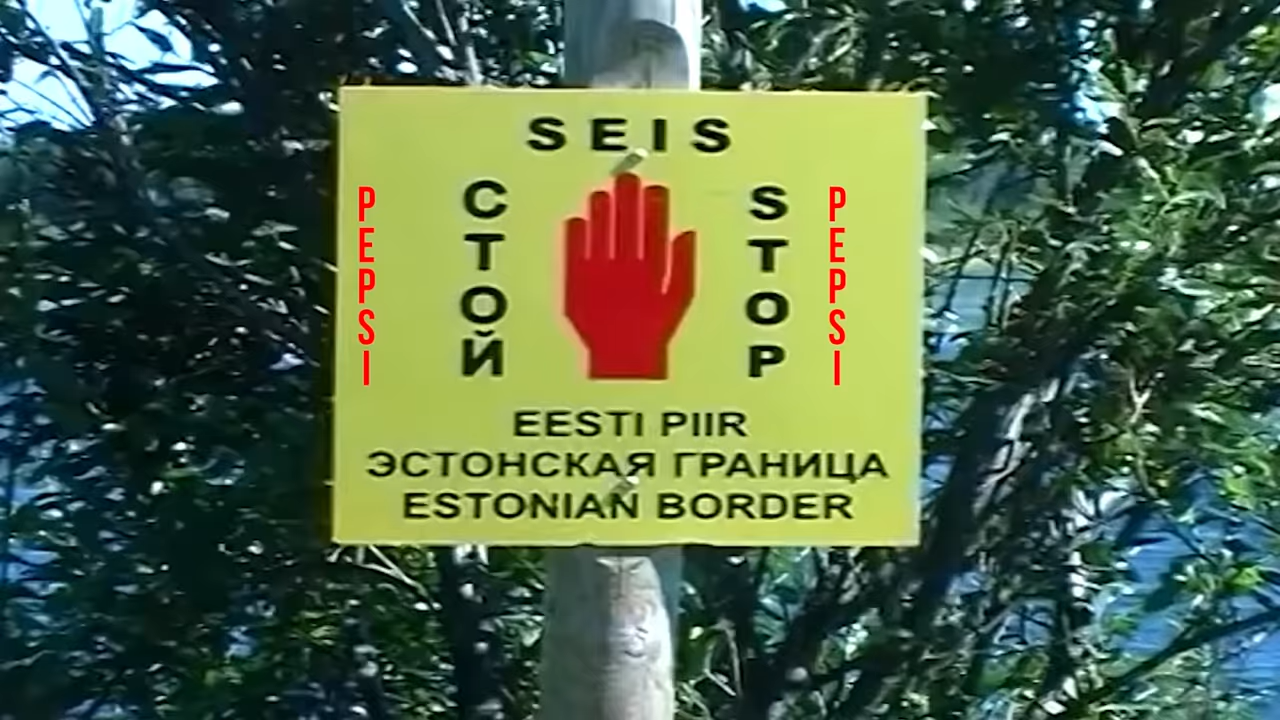 SEIS
PEPSI
СТОЙ
STOP
PEPSI
EESTI PIIR
ЭСТОНСКАЯ ГРАНИЦА
ESTONIAN BORDER